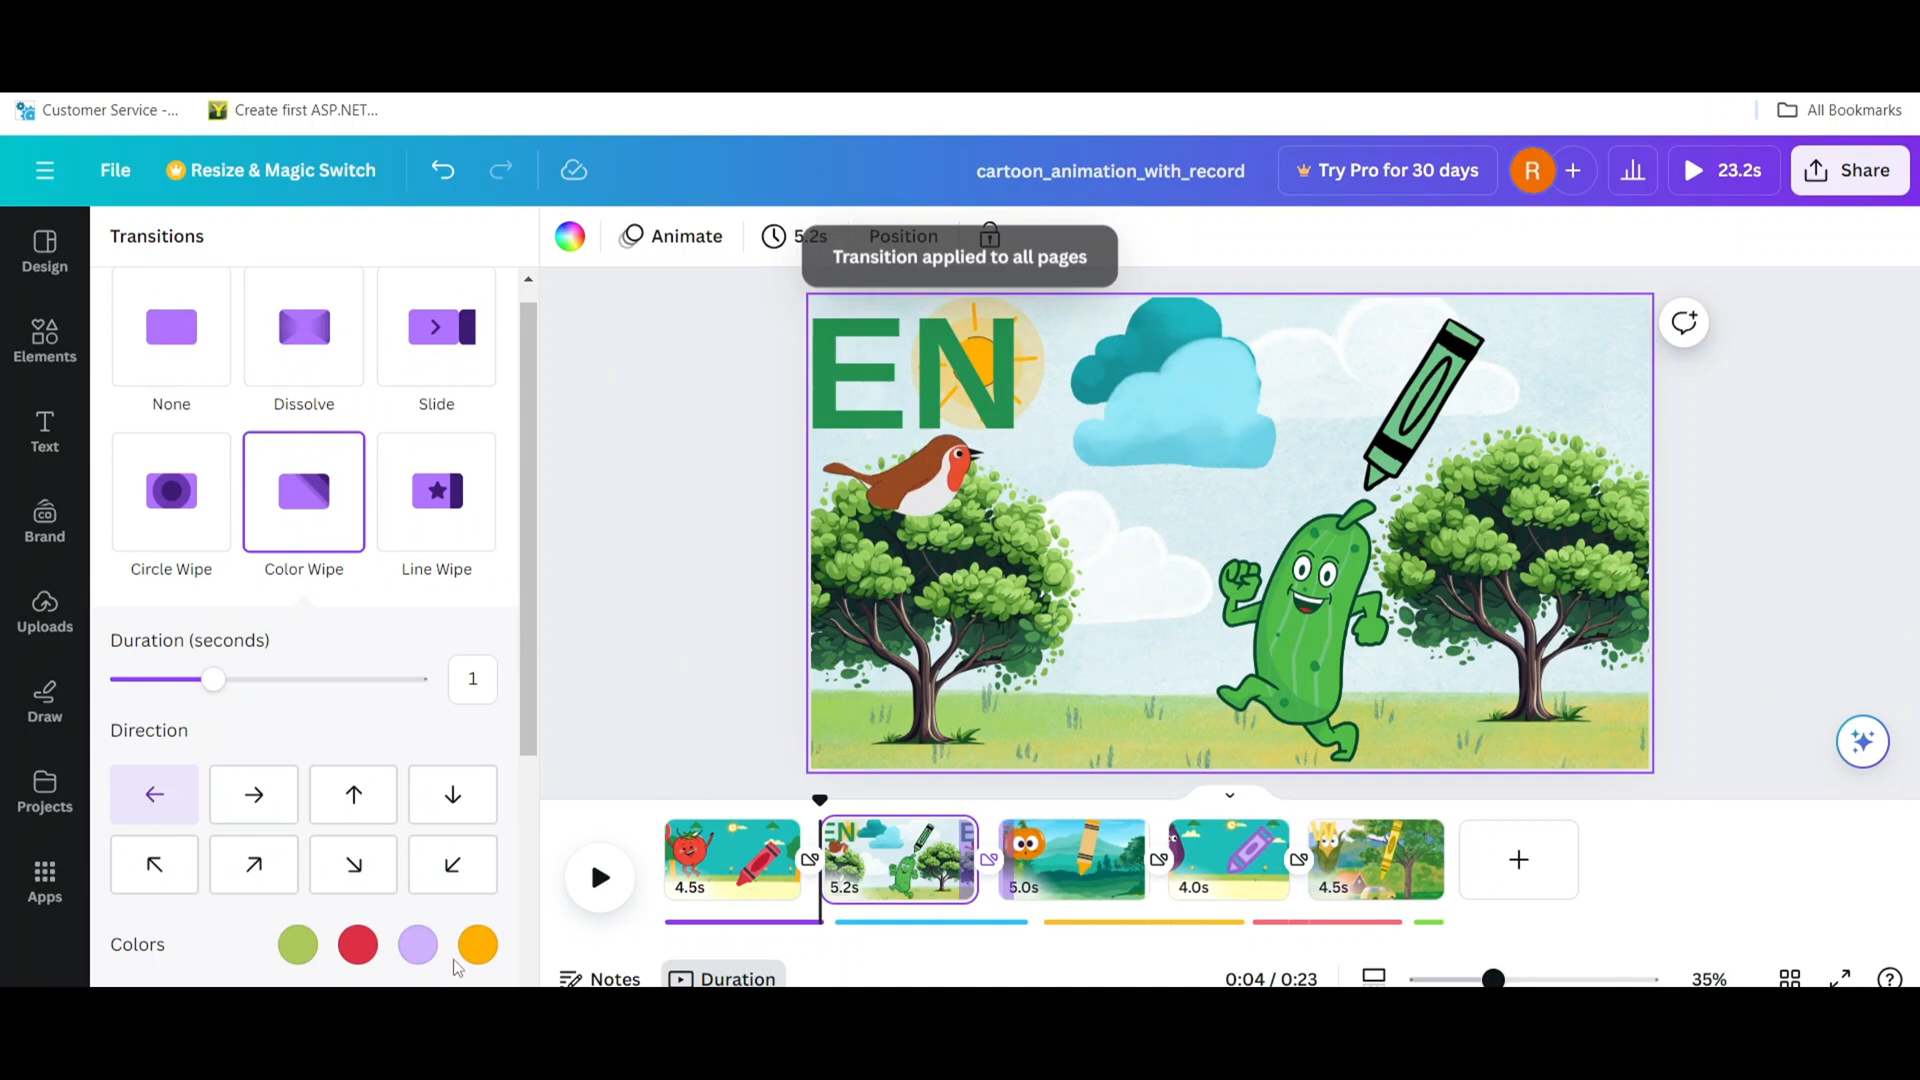 Customer Service -...
Create first ASP.NET...
All Bookmarks
File
Resize & Magic Switch
cartoon_animation_with_record
Try Pro for 30 days
R
23.2s
Share
Design
Elements
Text
Brand
Uploads
Draw
Projects
Apps
Transitions
None
Dissolve
Slide
Circle Wipe
Color Wipe
Line Wipe
Duration (seconds)
1
Direction
Colors
Animate
5.2s
Position
Transition applied to all pages
EN
EN
4.5s
5.2s
5.0s
4.0s
4.5s
Notes
Duration
0:04 / 0:23
35%